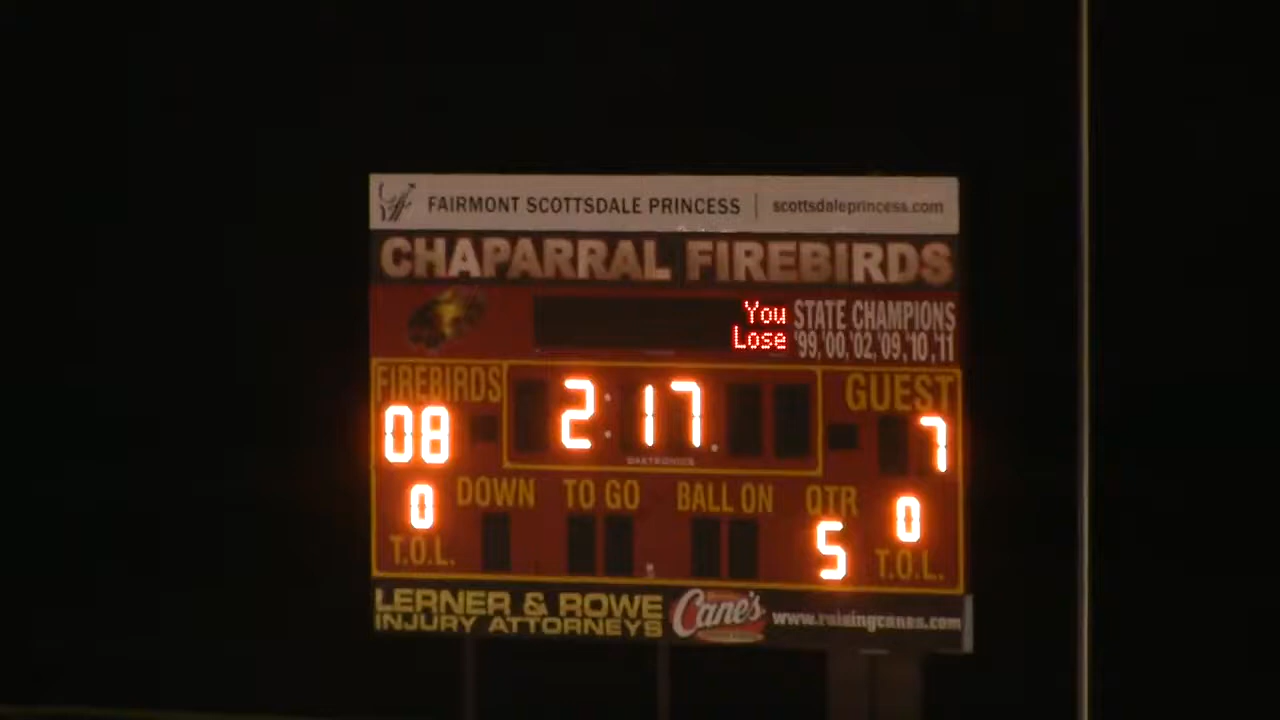 FAIRMONT SCOTTSDALE PRINCESS | scottsdaleprincess.com
CHAPARRAL FIREBIRDS
You
Lose
STATE CHAMPIONS
'99,'00,'02,'09,'10,'11
FIREBIRDS
GUEST
08
2:17
7
DAKTRONICS
0
DOWN
TO GO
BALL ON
QTR
0
5
T.O.L.
T.O.L.
LERNER & ROWE
INJURY ATTORNEYS
Cane's
www.raisingcanes.com